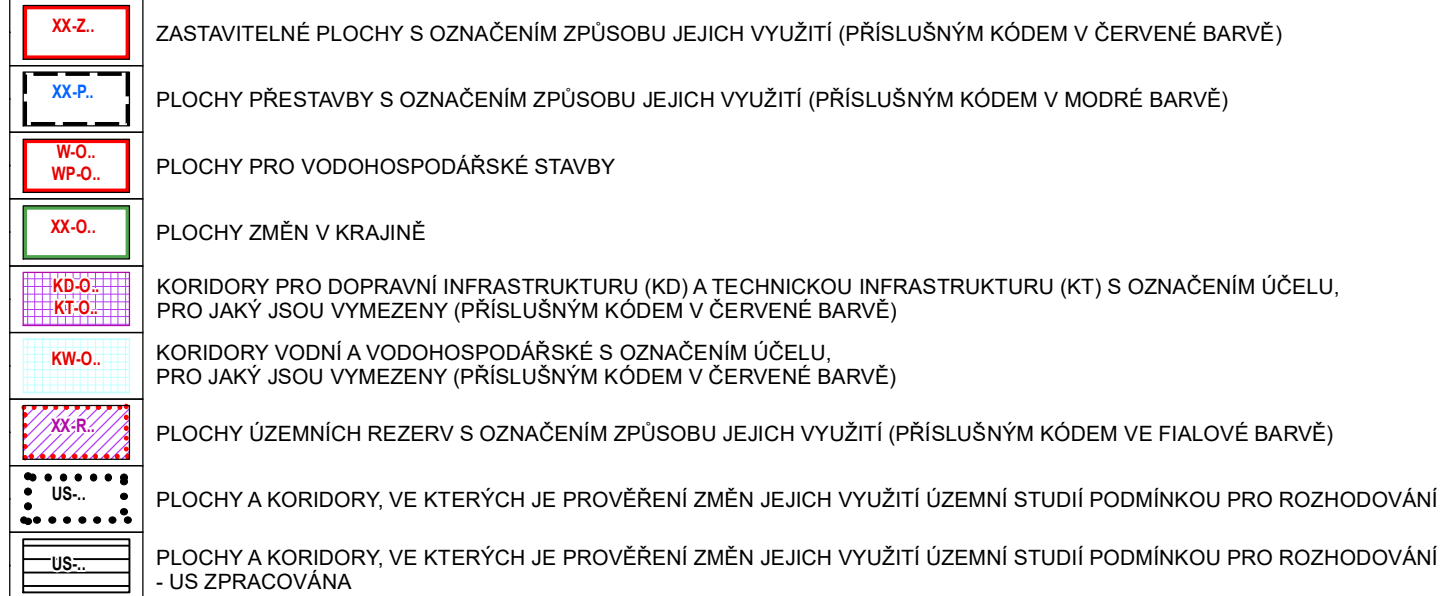 XX-Z..
ZASTAVITELNÉ PLOCHY S OZNAČENÍM ZPŮSOBU JEJICH VYUŽITÍ (PŘÍSLUŠNÝM KÓDEM V ČERVENÉ BARVĚ)
XX-P..
PLOCHY PŘESTAVBY S OZNAČENÍM ZPŮSOBU JEJICH VYUŽITÍ (PŘÍSLUŠNÝM KÓDEM V MODRÉ BARVĚ)
W-O..
WP-O..
PLOCHY PRO VODOHOSPODÁŘSKÉ STAVBY
XX-O..
PLOCHY ZMĚN V KRAJINĚ
KD-O..
KT-O..
KORIDORY PRO DOPRAVNÍ INFRASTRUKTURU (KD) A TECHNICKOU INFRASTRUKTURU (KT) S OZNAČENÍM ÚČELU,
PRO JAKÝ JSOU VYMEZENY (PŘÍSLUŠNÝM KÓDEM V ČERVENÉ BARVĚ)
KW-O..
KORIDORY VODNÍ A VODOHOSPODÁŘSKÉ S OZNAČENÍM ÚČELU,
PRO JAKÝ JSOU VYMEZENY (PŘÍSLUŠNÝM KÓDEM V ČERVENÉ BARVĚ)
XX-R..
PLOCHY ÚZEMNÍCH REZERV S OZNAČENÍM ZPŮSOBU JEJICH VYUŽITÍ (PŘÍSLUŠNÝM KÓDEM VE FIALOVÉ BARVĚ)
US-..
PLOCHY A KORIDORY, VE KTERÝCH JE PROVĚŘENÍ ZMĚN JEJICH VYUŽITÍ ÚZEMNÍ STUDIÍ PODMÍNKOU PRO ROZHODOVÁNÍ
US-..
PLOCHY A KORIDORY, VE KTERÝCH JE PROVĚŘENÍ ZMĚN JEJICH VYUŽITÍ ÚZEMNÍ STUDIÍ PODMÍNKOU PRO ROZHODOVÁNÍ
- US ZPRACOVÁNA